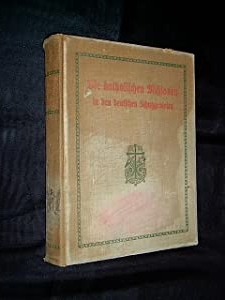 Die katholischen Missionen
in den deutschen Schutzgebieten